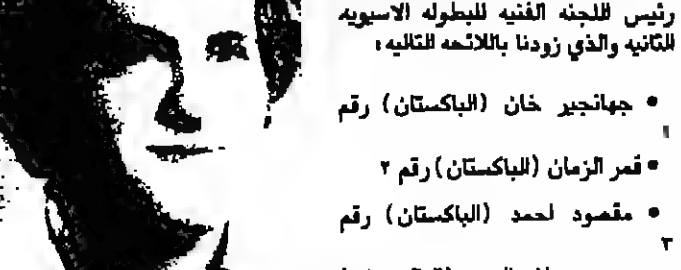 رئيس اللجنه الفنيه للبطوله الاسيويه
الثانيه والذي زودنا باللائحه التاليه :
• جهانجير خان (الباكستان) رقم
١
• قمر الزمان (الباكستان) رقم ٢
• مقصود احمد (الباكستان) رقم
٣